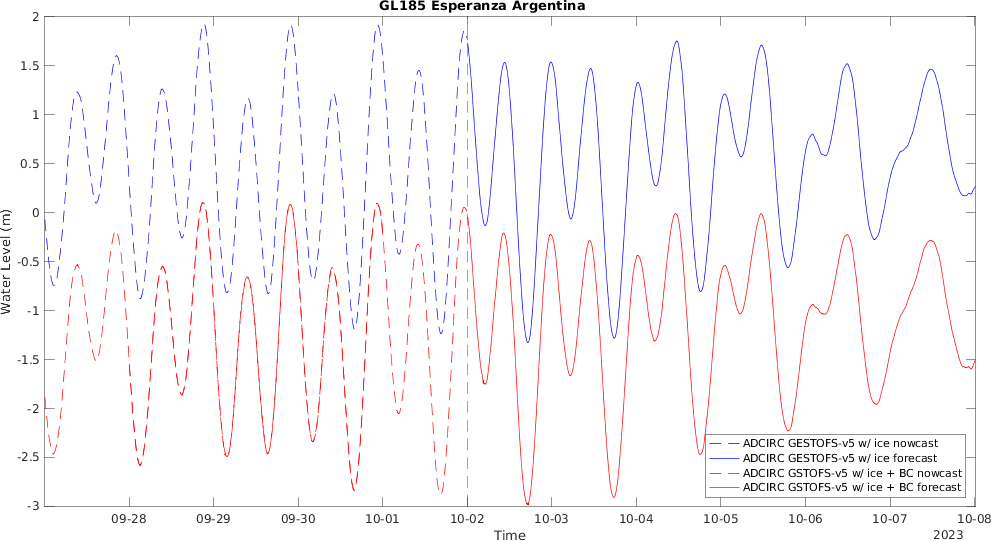 GL185 Esperanza Argentina
Water Level (m)
2
1.5
1
0.5
0
-0.5
-1
-1.5
-2
-2.5
-3
ADCIRC GESTOFS-v5 w/ ice nowcast
ADCIRC GESTOFS-v5 w/ ice forecast
ADCIRC GSTOFS-v5 w/ ice + BC nowcast
ADCIRC GSTOFS-v5 w/ ice + BC forecast
09-28 09-29 09-30 10-01 10-02 10-03 10-04 10-05 10-06 10-07 10-08
Time
2023